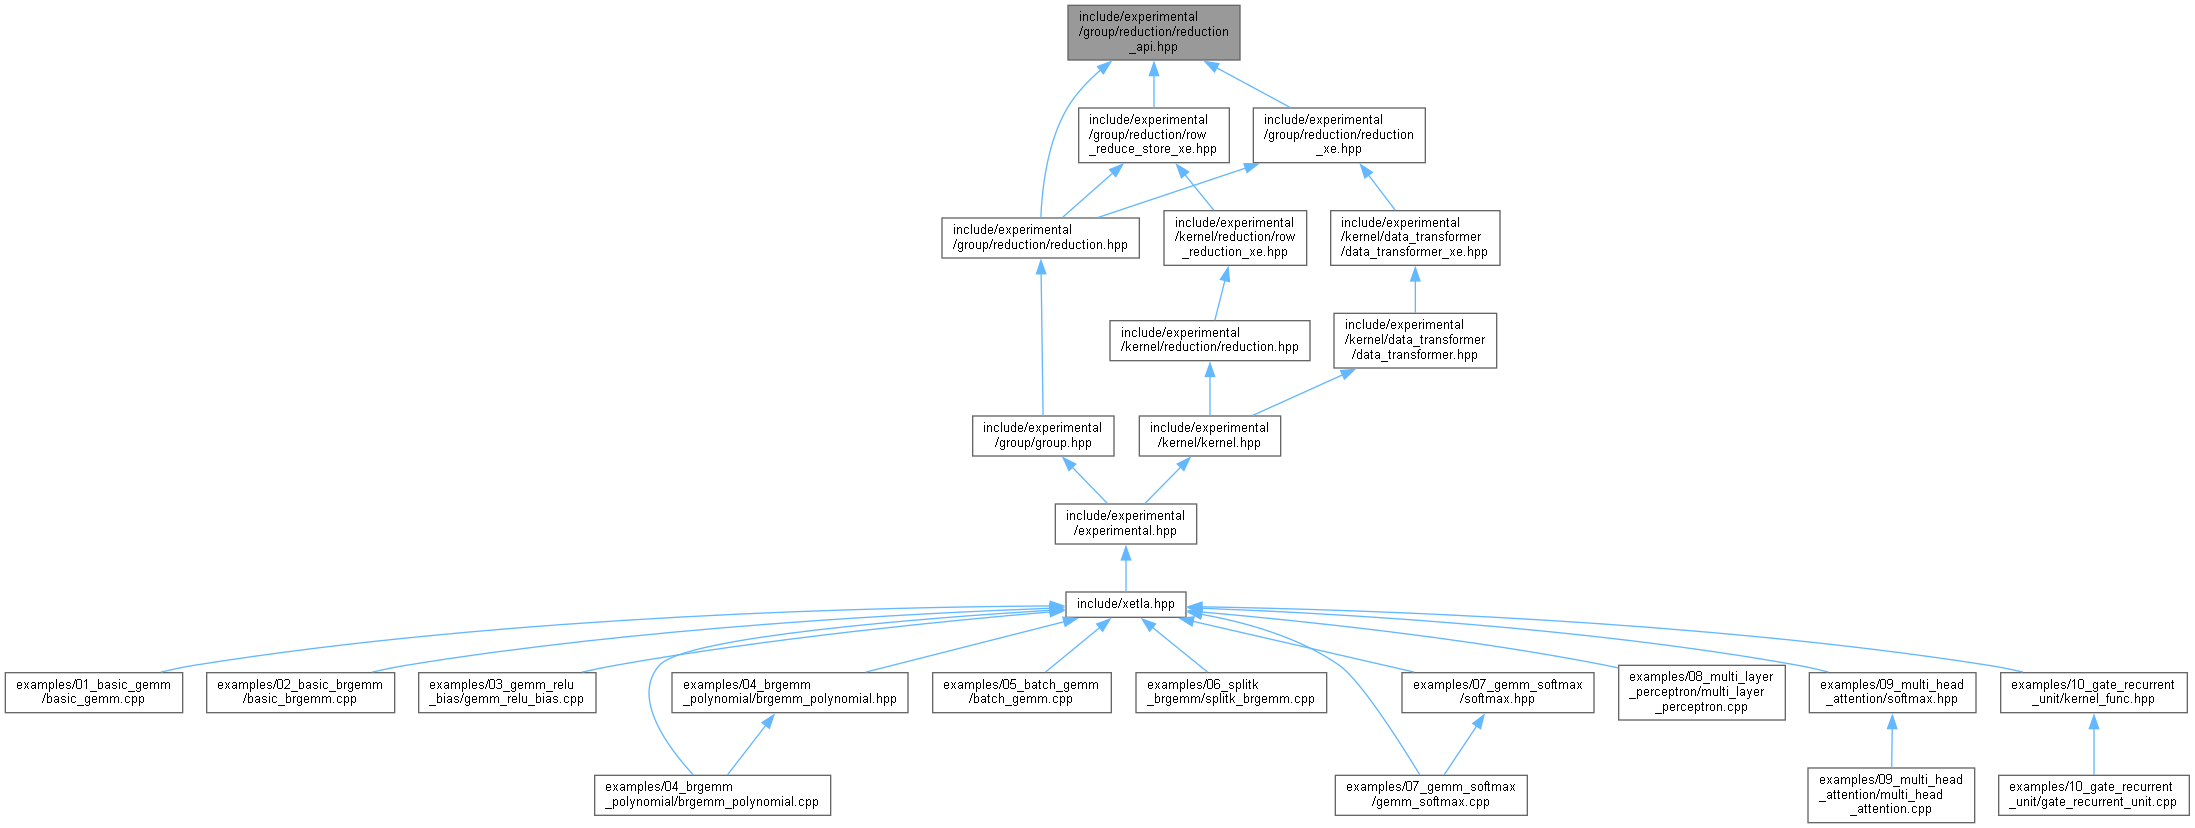 include/experimental
/group/reduction/reduction
_api.hpp
include/experimental
/group/reduction/row
_reduce_store_xe.hpp
include/experimental
/group/reduction/reduction
_xe.hpp
include/experimental
/group/reduction/reduction.hpp
include/experimental
/kernel/reduction/row
_reduction_xe.hpp
include/experimental
/kernel/data_transformer
/data_transformer_xe.hpp
include/experimental
/kernel/reduction/reduction.hpp
include/experimental
/kernel/data_transformer
/data_transformer.hpp
include/experimental
/group/group.hpp
include/experimental
/kernel/kernel.hpp
include/experimental
/experimental.hpp
include/xetla.hpp
examples/01_basic_gemm
/basic_gemm.cpp
examples/02_basic_brgemm
/basic_brgemm.cpp
examples/03_gemm_relu
_bias/gemm_relu_bias.cpp
examples/04_brgemm
_polynomial/brgemm_polynomial.hpp
examples/05_batch_gemm
/batch_gemm.cpp
examples/06_splitk
_brgemm/splitk_brgemm.cpp
examples/07_gemm_softmax
/softmax.hpp
examples/08_multi_layer
_perceptron/multi_layer
_perceptron.cpp
examples/09_multi_head
_attention/softmax.hpp
examples/10_gate_recurrent
_unit/kernel_func.hpp
examples/04_brgemm
_polynomial/brgemm_polynomial.cpp
examples/07_gemm_softmax
/gemm_softmax.cpp
examples/09_multi_head
_attention/multi_head
_attention.cpp
examples/10_gate_recurrent
_unit/gate_recurrent_unit.cpp